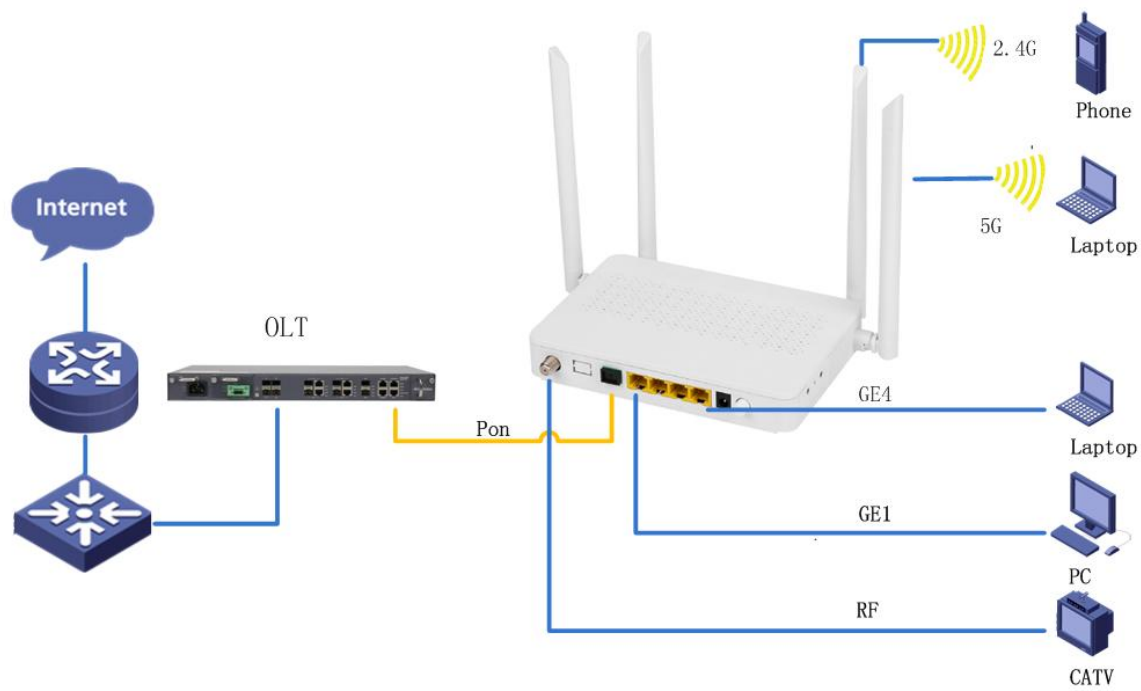 2.4G
Phone
Internet
5G
Laptop
OLT
GE4
Pon
Laptop
GE1
PC
RF
CATV